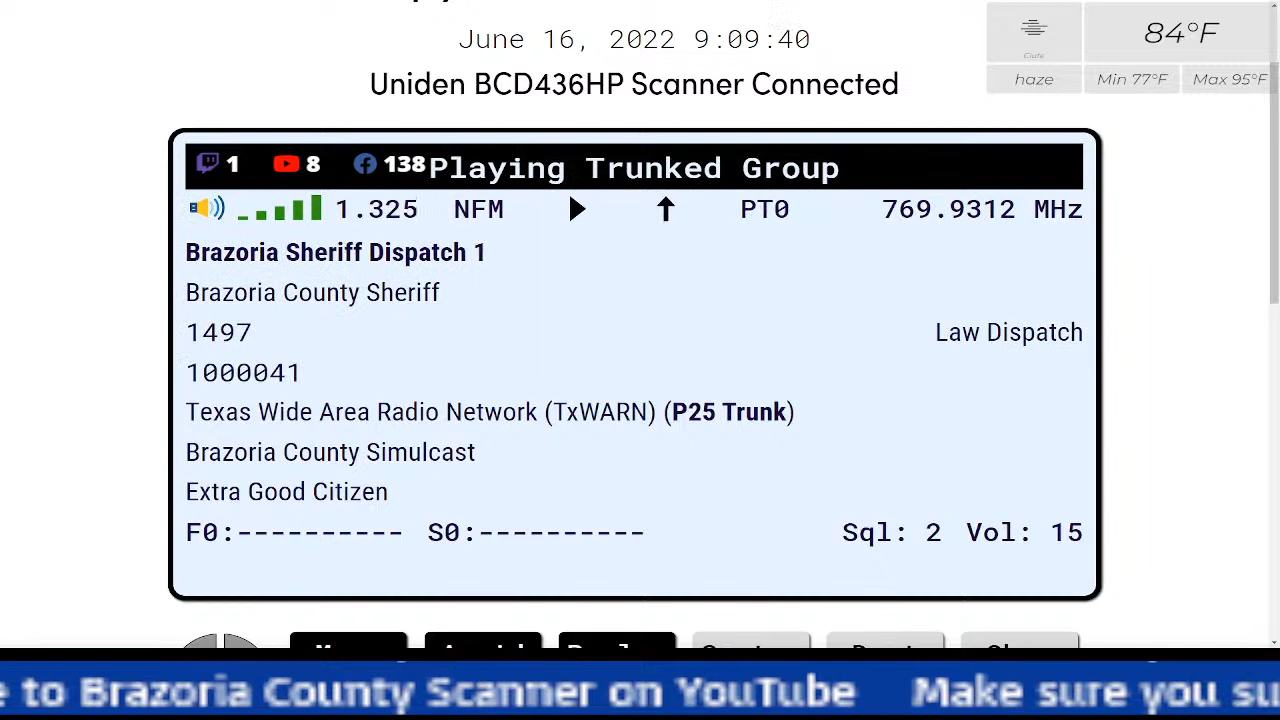 June 16, 2022 9:09:40
Uniden BCD436HP Scanner Connected
Clute
84°F
haze
Min 77°F
Max 95°F
1
8
138
Playing Trunked Group
1.325 NFM PT0 769.9312 MHz
Brazoria Sheriff Dispatch 1
Brazoria County Sheriff
1497
Law Dispatch
1000041
Texas Wide Area Radio Network (TxWARN) (P25 Trunk)
Brazoria County Simulcast
Extra Good Citizen
F0:---------- S0:----------
Sql: 2 Vol: 15
e to Brazoria County Scanner on YouTube Make sure you su